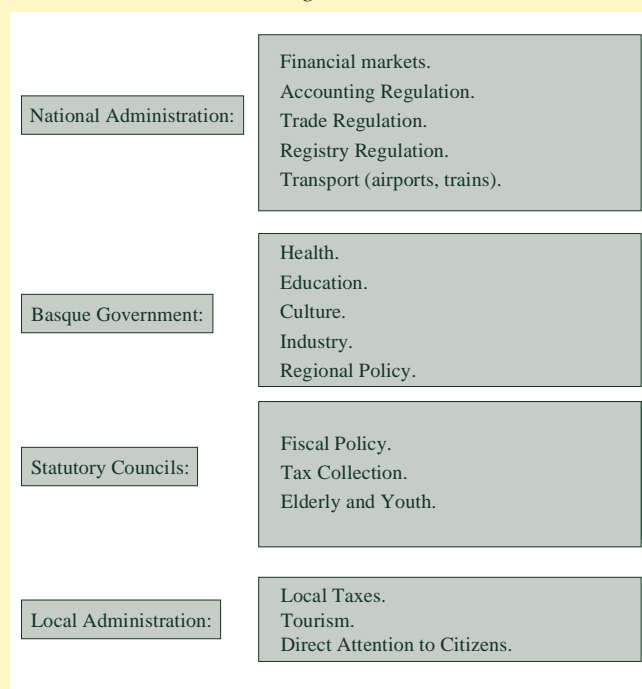 National Administration:
Financial markets.
Accounting Regulation.
Trade Regulation.
Registry Regulation.
Transport (airports, trains).
Basque Government:
Health.
Education.
Culture.
Industry.
Regional Policy.
Statutory Councils:
Fiscal Policy.
Tax Collection.
Elderly and Youth.
Local Administration:
Local Taxes.
Tourism.
Direct Attention to Citizens.